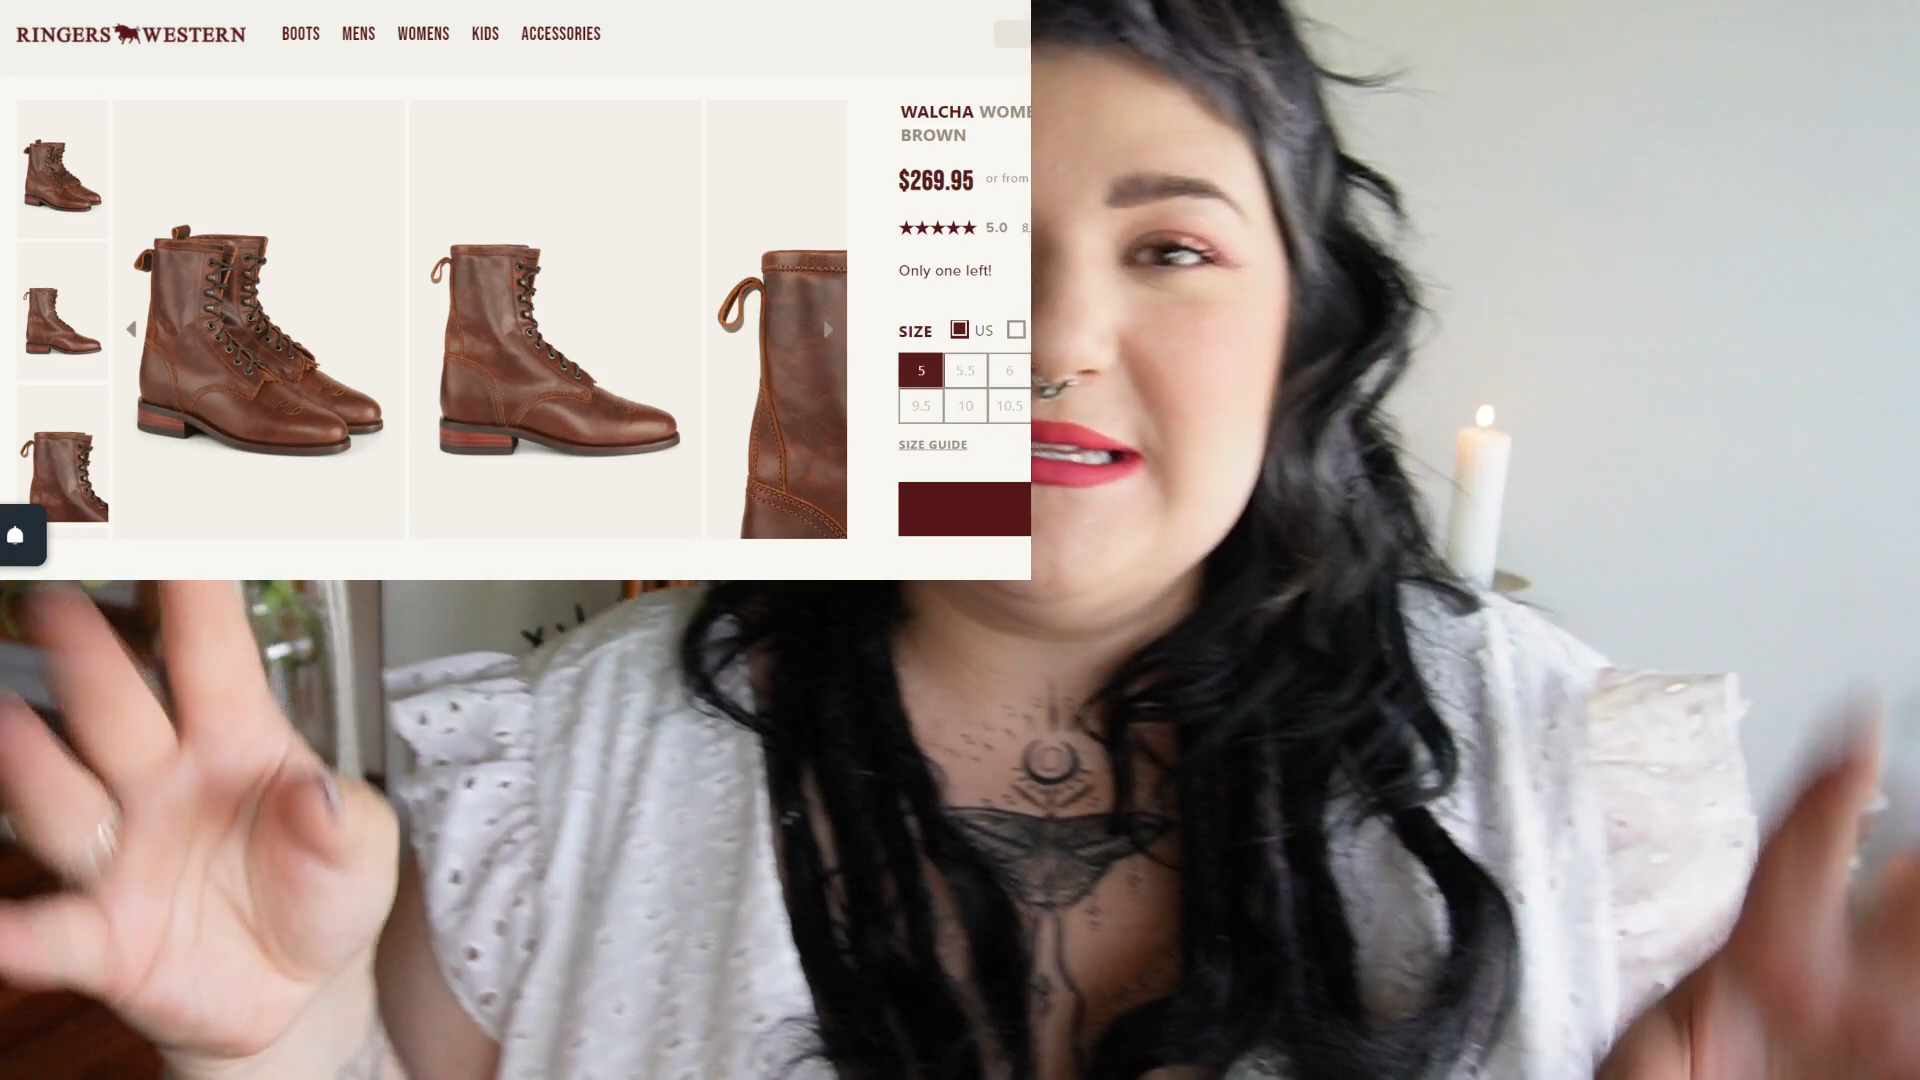 RINGERS WESTERN
BOOTS MENS WOMENS KIDS ACCESSORIES
WALCHA
BROWN
$269.95 or from
5.0
Only one left!
SIZE US
5 5.5 6
9.5 10 10.5
SIZE GUIDE